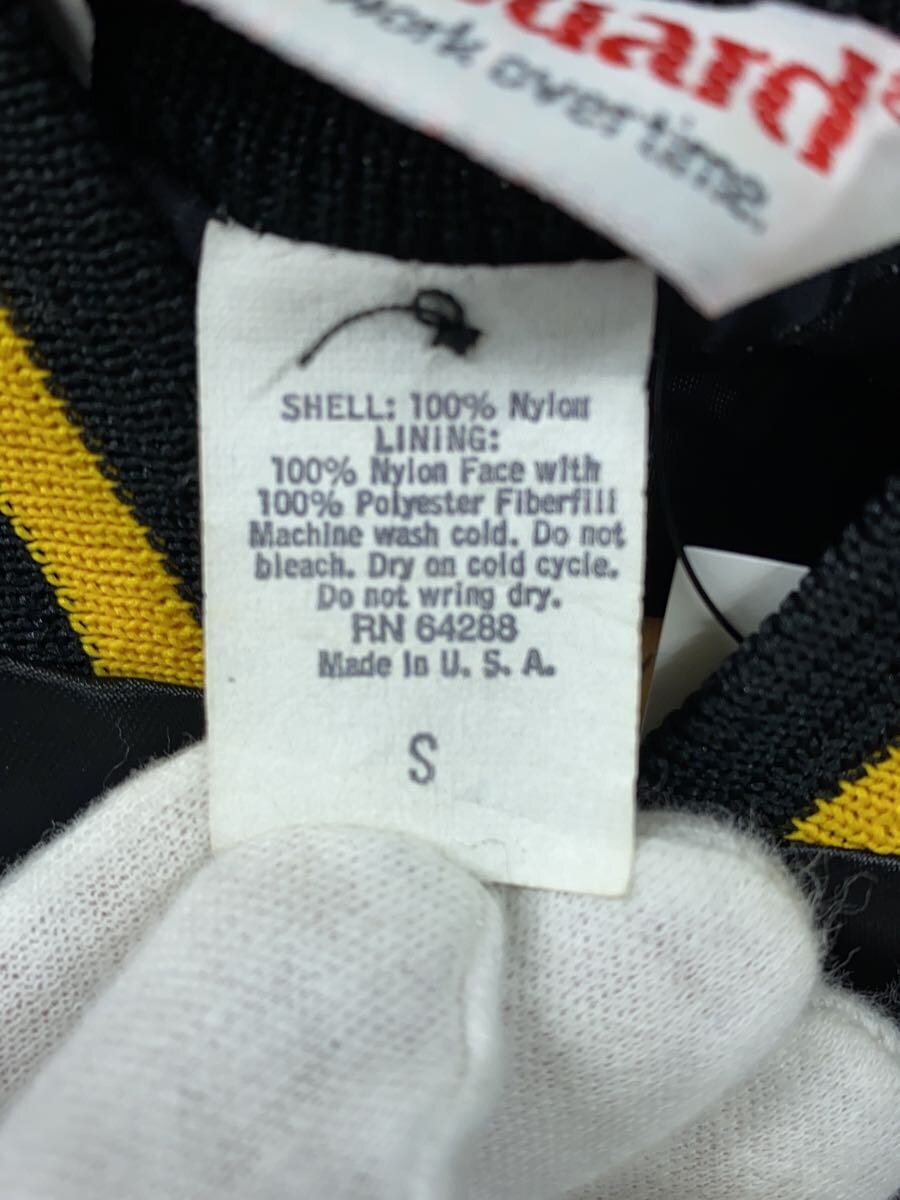 work overtime.
SHELL: 100% Nylon
LINING:
100% Nylon Face with
100% Polyester Fiberfill
Machine wash cold. Do not
bleach. Dry on cold cycle.
Do not wring dry.
RN 64288
Made in U. S. A.
S